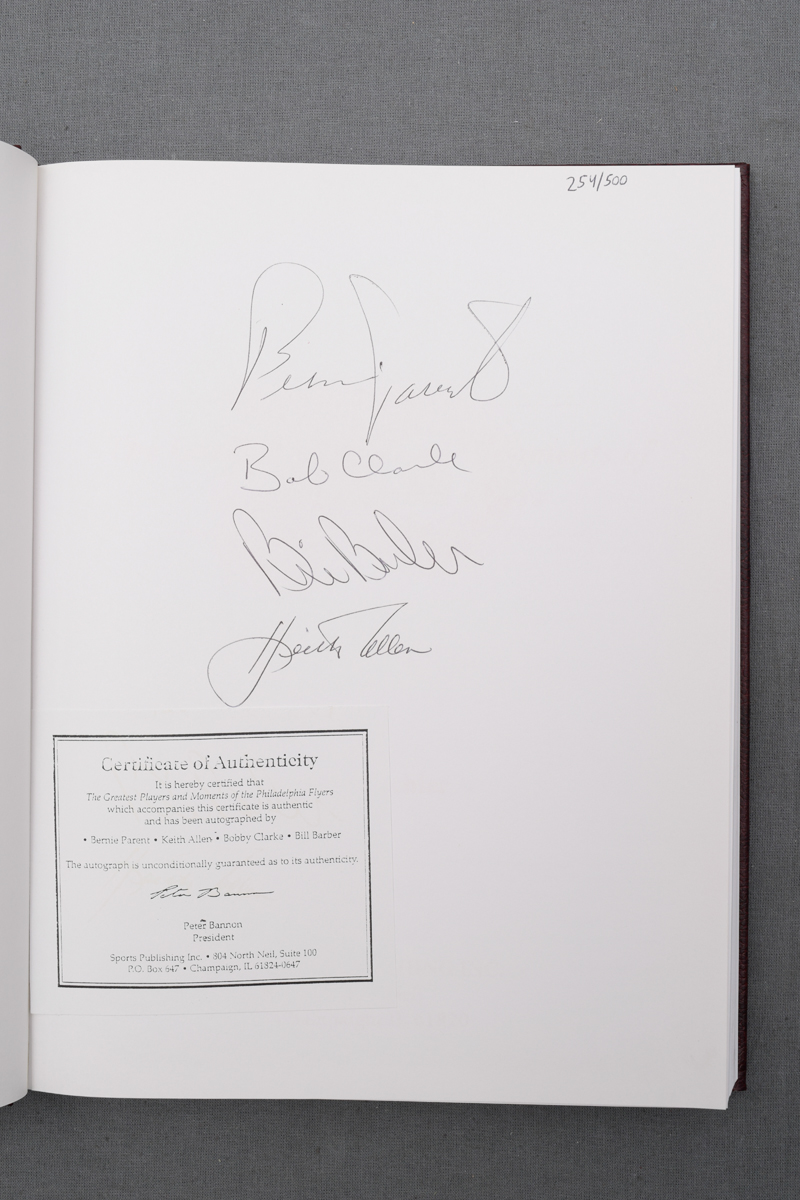 254/500
Bernie Parent
Bob Clarke
Bill Barber
Keith Allen
Certificate of Authenticity
It is hereby certified that
The Greatest Players and Moments of the Philadelphia Flyers
which accompanies this certificate is authentic
and has been autographed by
• Bernie Parent • Keith Allen • Bobby Clarke • Bill Barber
The autograph is unconditionally guaranteed as to its authenticity.
Peter Bannon
Peter Bannon
President
Sports Publishing Inc. • 804 North Neil, Suite 100
P.O. Box 647 • Champaign, IL 61824-0647